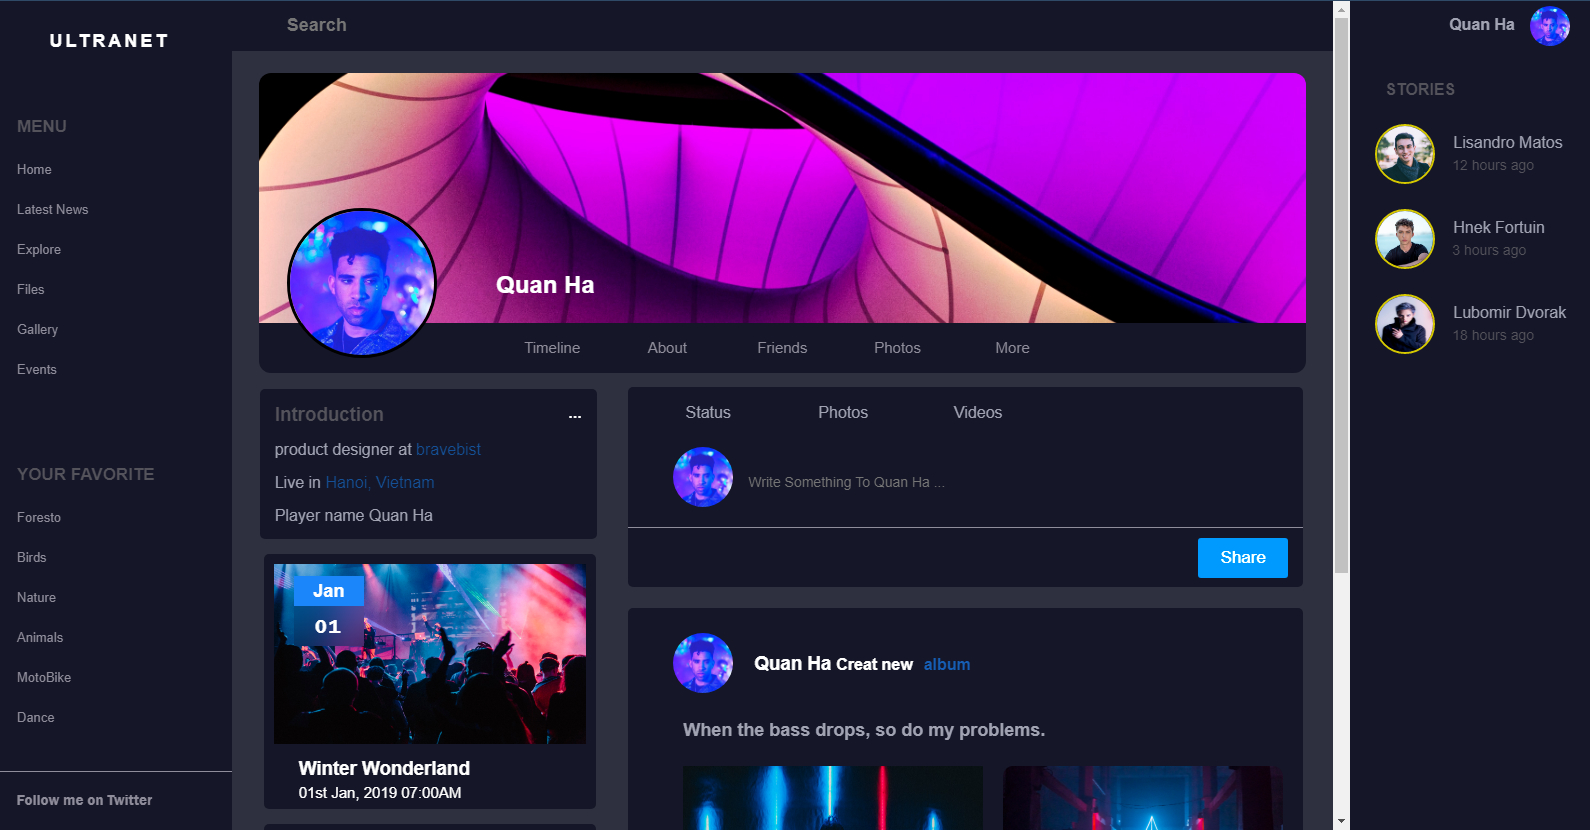 ULTRANET
Search
Quan Ha
MENU
Home
Latest News
Explore
Files
Gallery
Events
YOUR FAVORITE
Foresto
Birds
Nature
Animals
MotoBike
Dance
Follow me on Twitter
Quan Ha
Timeline About Friends Photos More
Introduction ...
product designer at bravebist
Live in Hanoi, Vietnam
Player name Quan Ha
Jan
01
Winter Wonderland
01st Jan, 2019 07:00AM
Status Photos Videos
Write Something To Quan Ha ...
Share
Quan Ha Creat new album
When the bass drops, so do my problems.
STORIES
Lisandro Matos
12 hours ago
Hnek Fortuin
3 hours ago
Lubomir Dvorak
18 hours ago